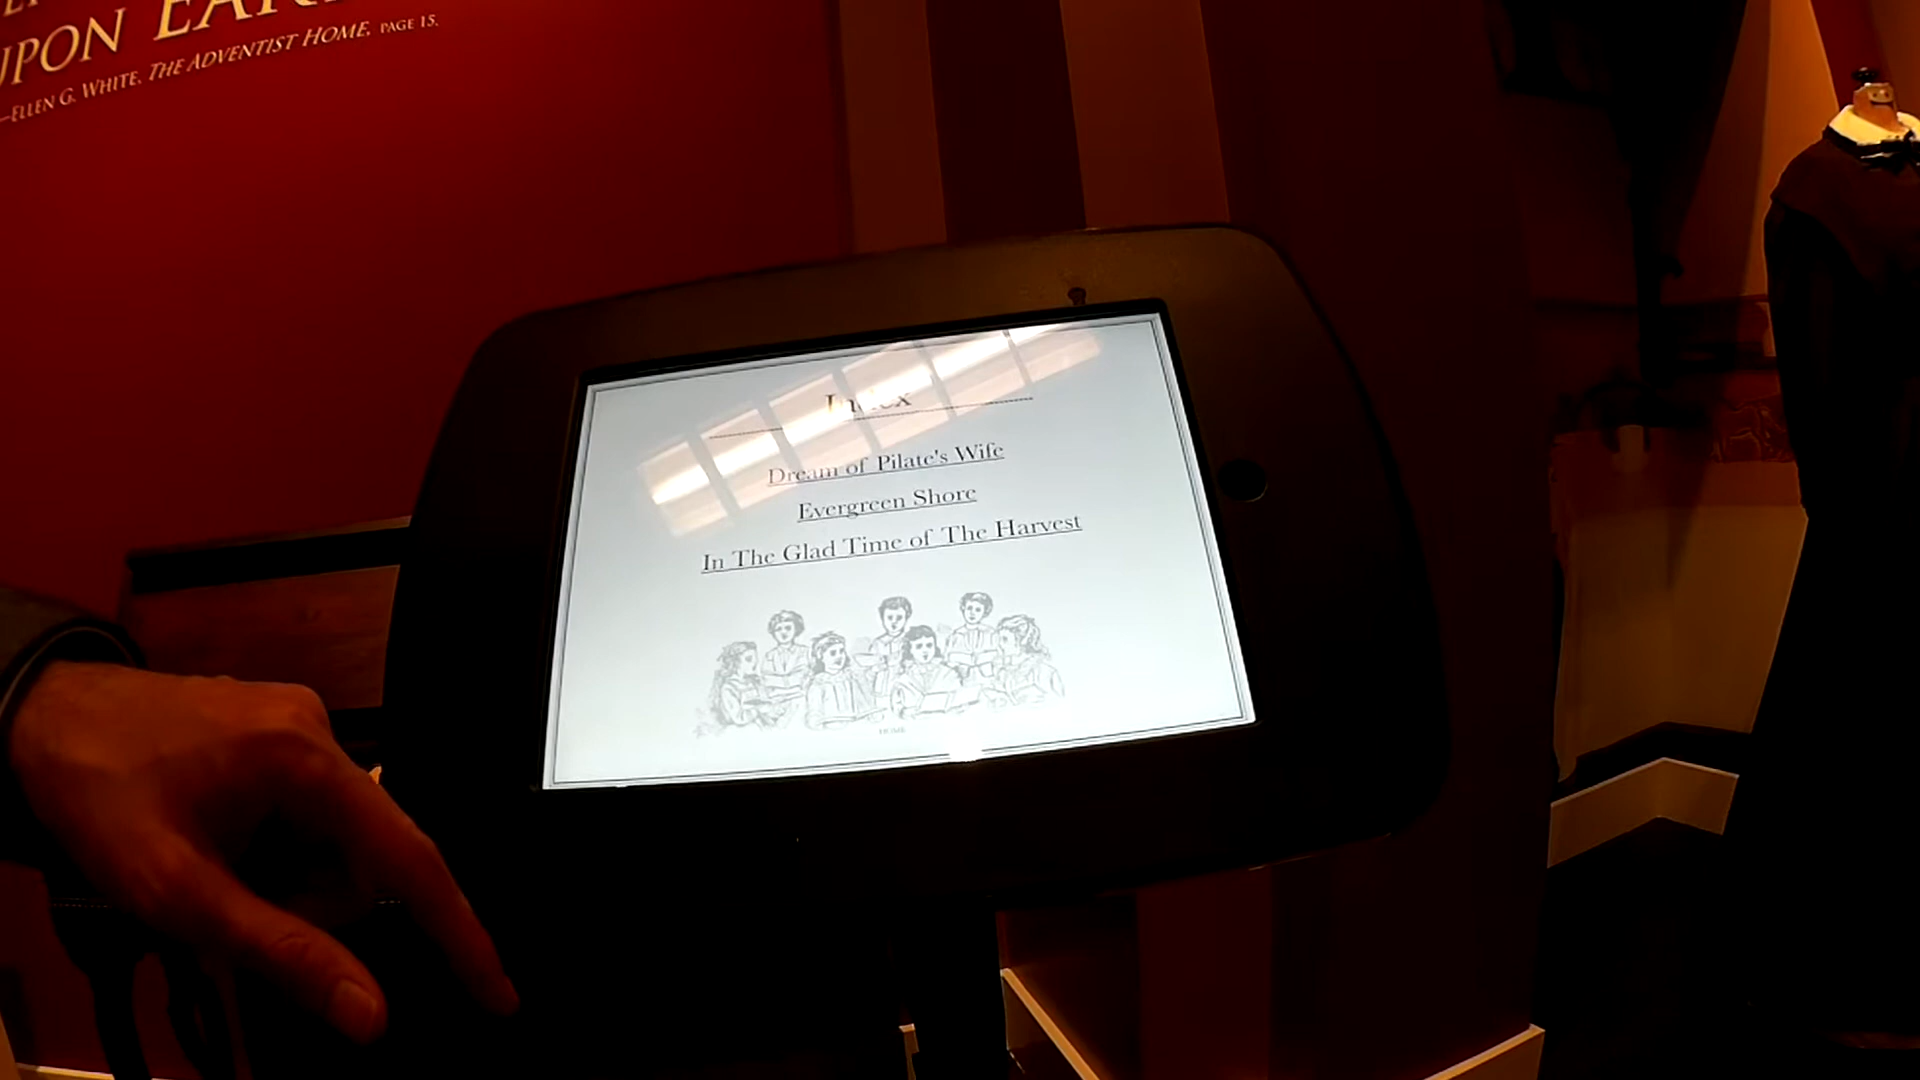 UPON
—ELLEN G. WHITE, THE ADVENTIST HOME, PAGE 15.
Index
Dream of Pilate's Wife
Evergreen Shore
In The Glad Time of The Harvest
HOME